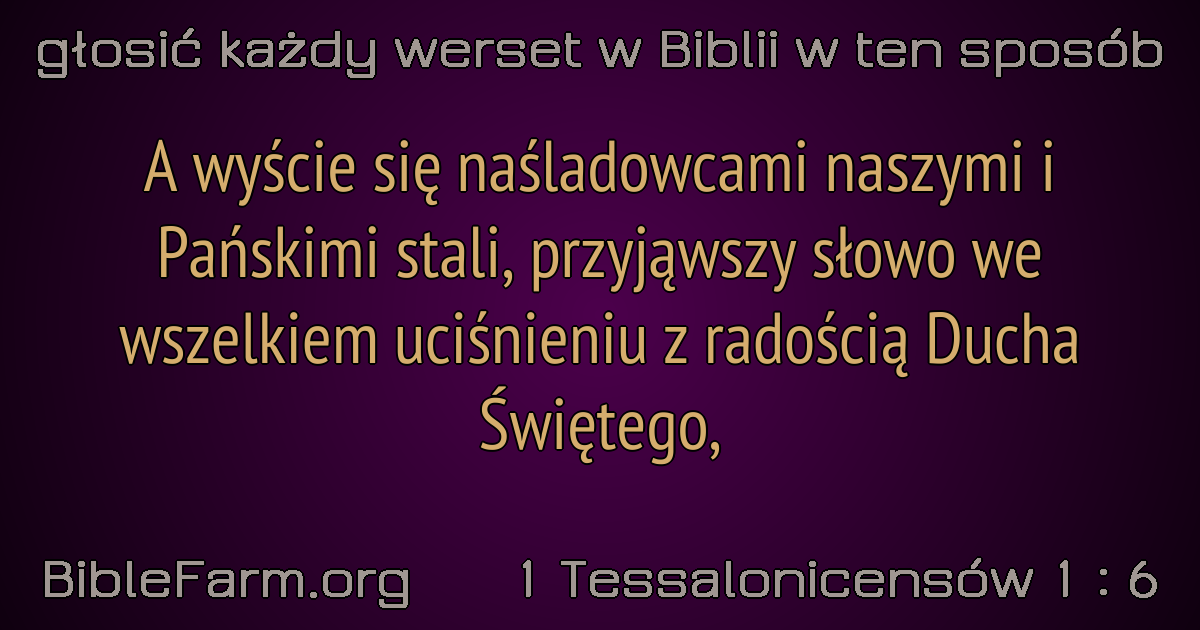 głosić każdy werset w Biblii w ten sposób
A wyście się naśladowcami naszymi i
Pańskimi stali, przyjąwszy słowo we
wszelkiem uciśnieniu z radością Ducha
Świętego,
BibleFarm.org 1 Tessalonicensów 1 : 6